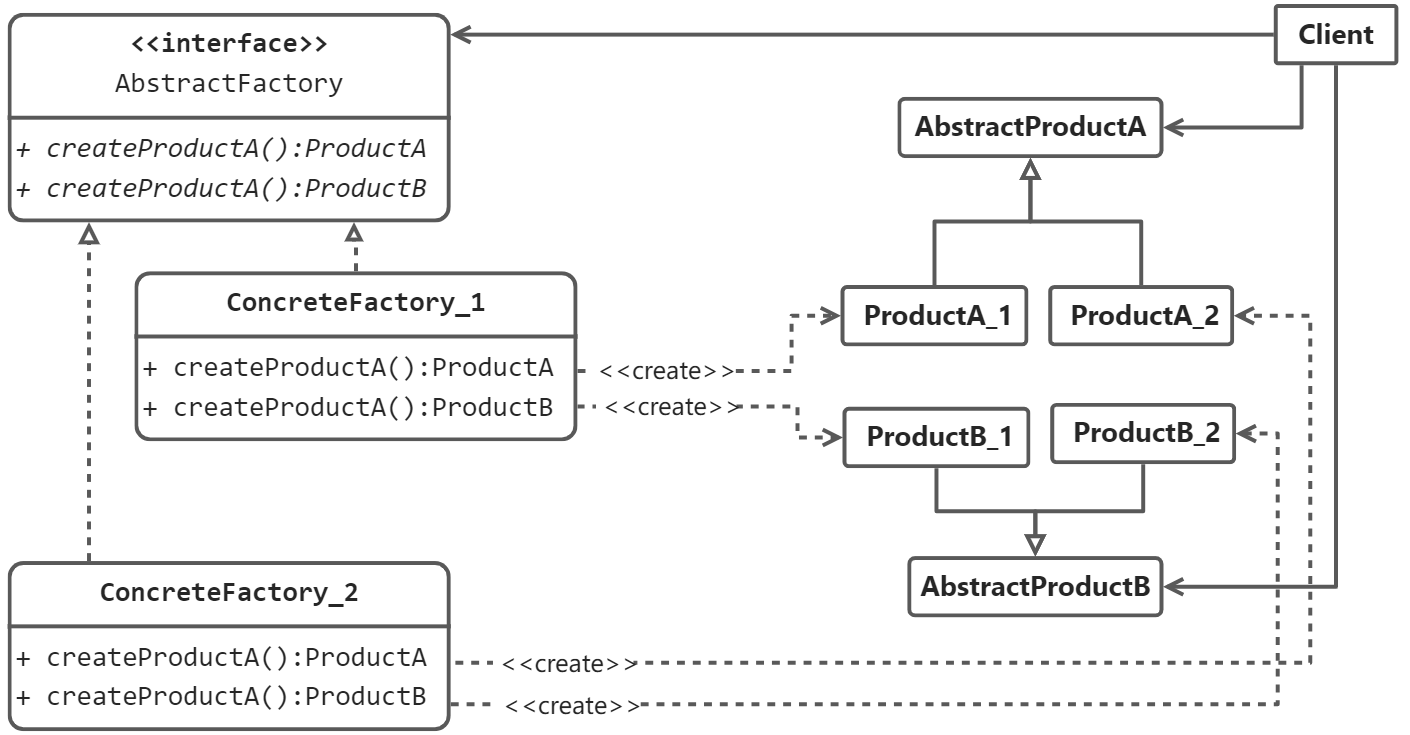 <<interface>>
AbstractFactory
+ createProductA():ProductA
+ createProductA():ProductB
Client
AbstractProductA
ConcreteFactory_1
+ createProductA():ProductA
+ createProductA():ProductB
<<create>>
<<create>>
ProductA_1
ProductA_2
ProductB_1
ProductB_2
AbstractProductB
ConcreteFactory_2
+ createProductA():ProductA
+ createProductA():ProductB
<<create>>
<<create>>